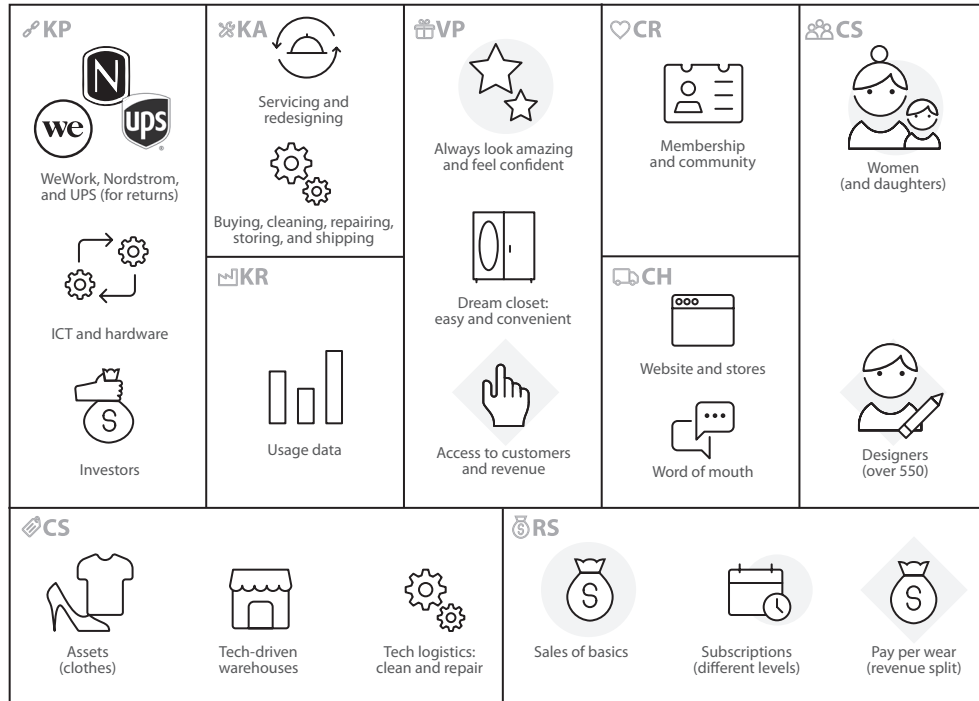 KP
N
we
ups
WeWork, Nordstrom,
and UPS (for returns)
ICT and hardware
S
Investors
KA
Servicing and
redesigning
Buying, cleaning, repairing,
storing, and shipping
KR
Usage data
VP
Always look amazing
and feel confident
Dream closet:
easy and convenient
Access to customers
and revenue
CR
Membership
and community
CH
Website and stores
Word of mouth
CS
Women
(and daughters)
Designers
(over 550)
CS
Assets
(clothes)
Tech-driven
warehouses
Tech logistics:
clean and repair
RS
S
Sales of basics
Subscriptions
(different levels)
S
Pay per wear
(revenue split)